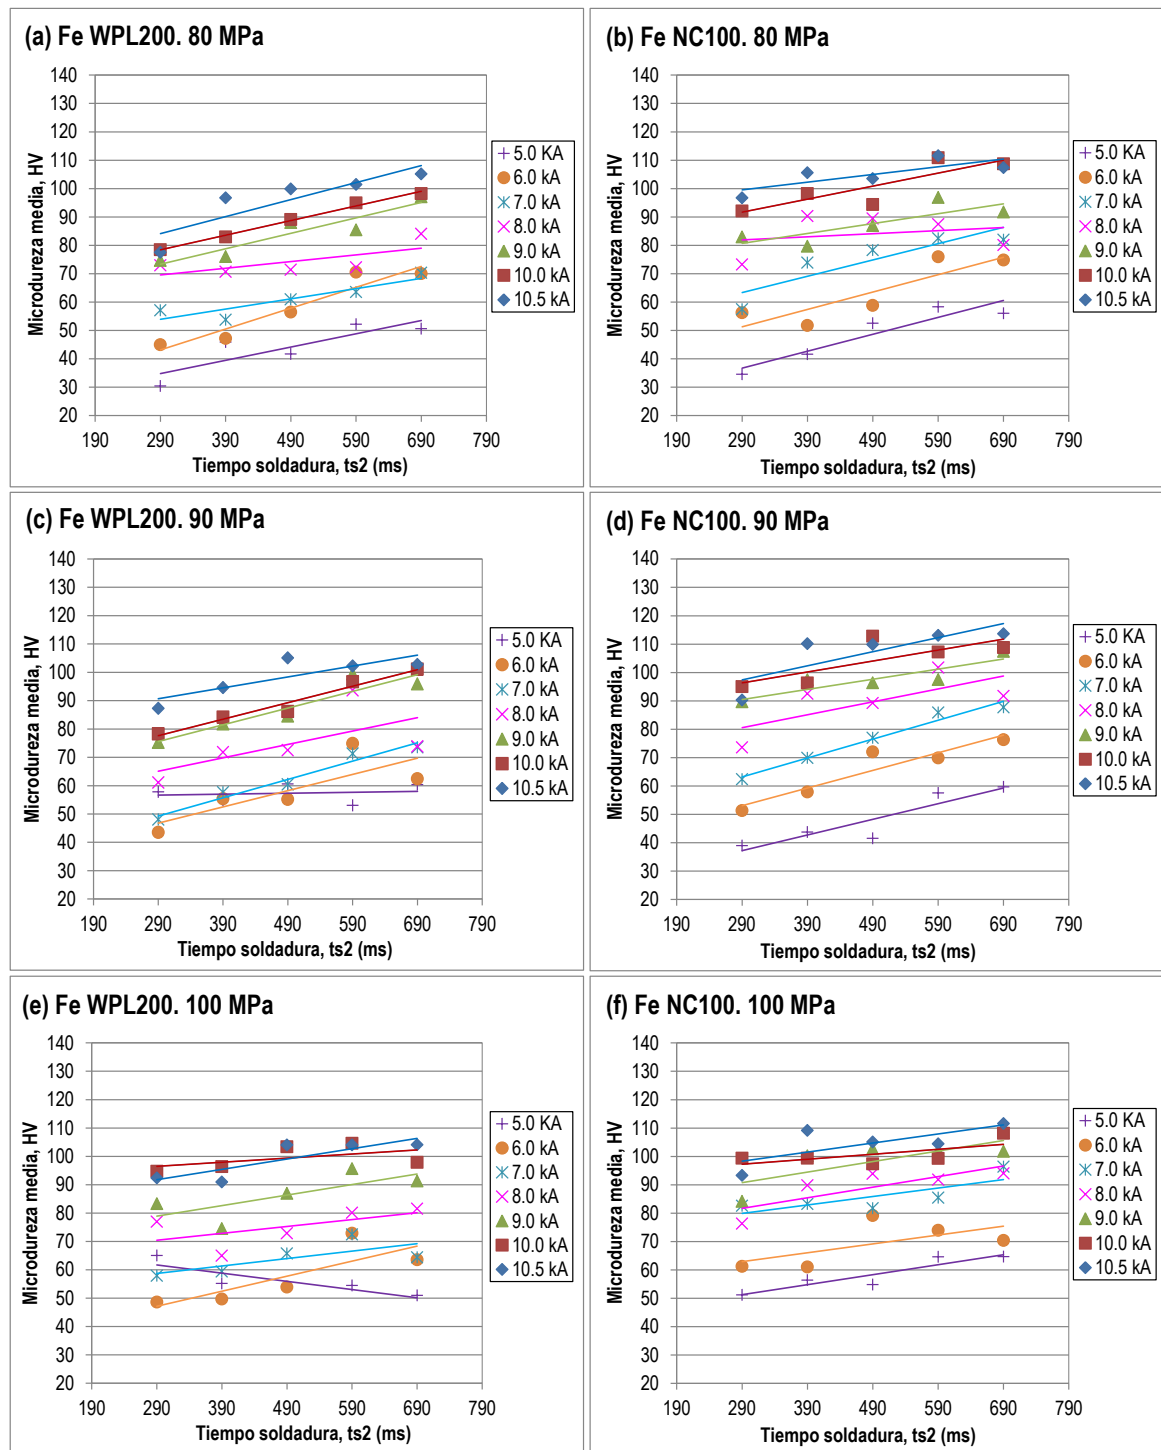 (a) Fe WPL200. 80 MPa
Microdureza media, HV
140
130
120
110
100
90
80
70
60
50
40
30
20
190 290 390 490 590 690 790
Tiempo soldadura, ts2 (ms)
5.0 KA
6.0 kA
7.0 kA
8.0 kA
9.0 kA
10.0 kA
10.5 kA
(b) Fe NC100. 80 MPa
Microdureza media, HV
140
130
120
110
100
90
80
70
60
50
40
30
20
190 290 390 490 590 690 790
Tiempo soldadura, ts2 (ms)
5.0 KA
6.0 kA
7.0 kA
8.0 kA
9.0 kA
10.0 kA
10.5 kA
(c) Fe WPL200. 90 MPa
Microdureza media, HV
140
130
120
110
100
90
80
70
60
50
40
30
20
190 290 390 490 590 690 790
Tiempo soldadura, ts2 (ms)
5.0 KA
6.0 kA
7.0 kA
8.0 kA
9.0 kA
10.0 kA
10.5 kA
(d) Fe NC100. 90 MPa
Microdureza media, HV
140
130
120
110
100
90
80
70
60
50
40
30
20
190 290 390 490 590 690 790
Tiempo soldadura, ts2 (ms)
5.0 KA
6.0 kA
7.0 kA
8.0 kA
9.0 kA
10.0 kA
10.5 kA
(e) Fe WPL200. 100 MPa
Microdureza media, HV
140
130
120
110
100
90
80
70
60
50
40
30
20
190 290 390 490 590 690 790
Tiempo soldadura, ts2 (ms)
5.0 KA
6.0 kA
7.0 kA
8.0 kA
9.0 kA
10.0 kA
10.5 kA
(f) Fe NC100. 100 MPa
Microdureza media, HV
140
130
120
110
100
90
80
70
60
50
40
30
20
190 290 390 490 590 690 790
Tiempo soldadura, ts2 (ms)
5.0 KA
6.0 kA
7.0 kA
8.0 kA
9.0 kA
10.0 kA
10.5 kA